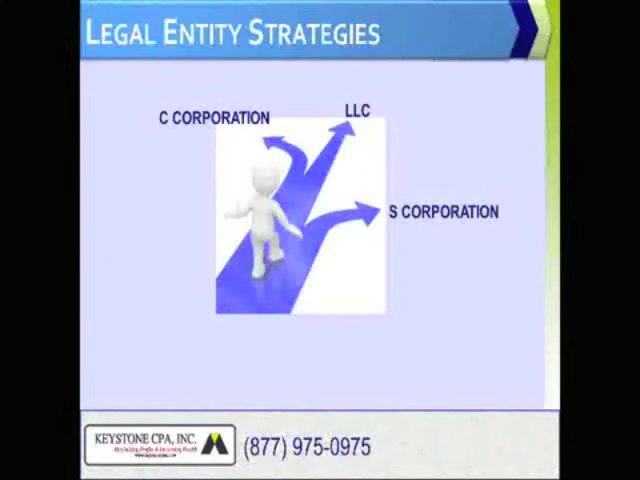 LEGAL ENTITY STRATEGIES
C CORPORATION
LLC
S CORPORATION
KEYSTONE CPA, INC.
(877) 975-0975